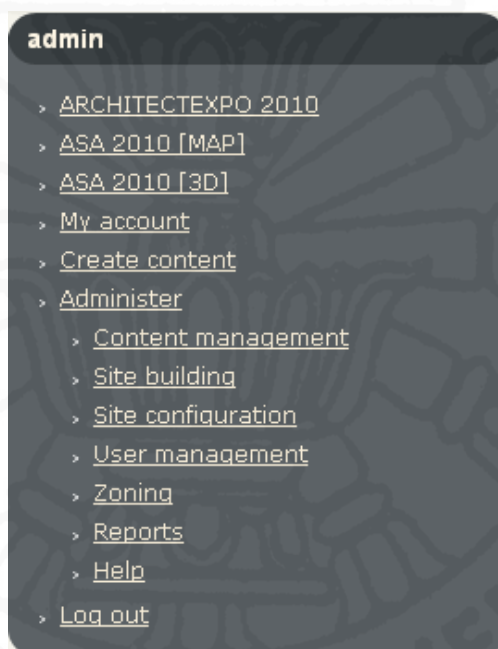 admin
ARCHITECTEXPO 2010
ASA 2010 [MAP]
ASA 2010 [3D]
My account
Create content
Administer
Content management
Site building
Site configuration
User management
Zoning
Reports
Help
Log out